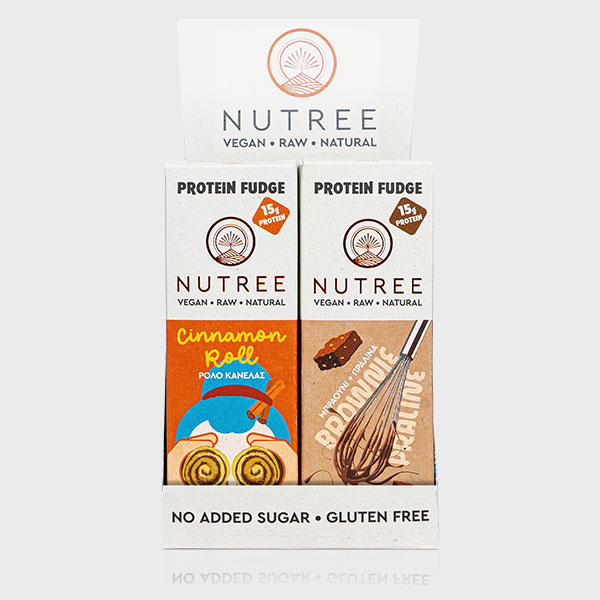 NUTREE
VEGAN • RAW • NATURAL
PROTEIN FUDGE
15g
PROTEIN
NUTREE
VEGAN • RAW • NATURAL
Cinnamon
Roll
ΡΟΛΟ ΚΑΝΕΛΑΣ
PROTEIN FUDGE
15g
PROTEIN
NUTREE
VEGAN • RAW • NATURAL
ΜΠΡΑΟΥΝΙ + ΠΡΑΛΙΝΑ
BROWNIE
PRALINE
NO ADDED SUGAR • GLUTEN FREE